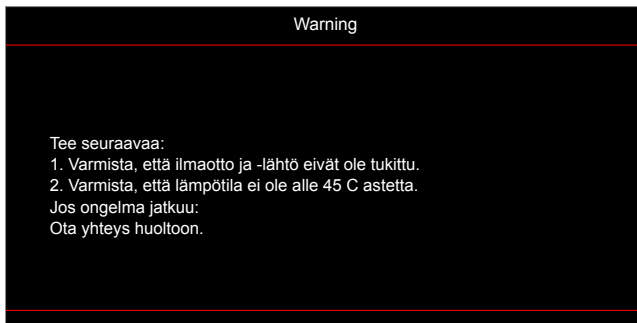 Warning
Tee seuraavaa:
1. Varmista, että ilmaotto ja -lähtö eivät ole tukittu.
2. Varmista, että lämpötila ei ole alle 45 C astetta.
Jos ongelma jatkuu:
Ota yhteys huoltoon.